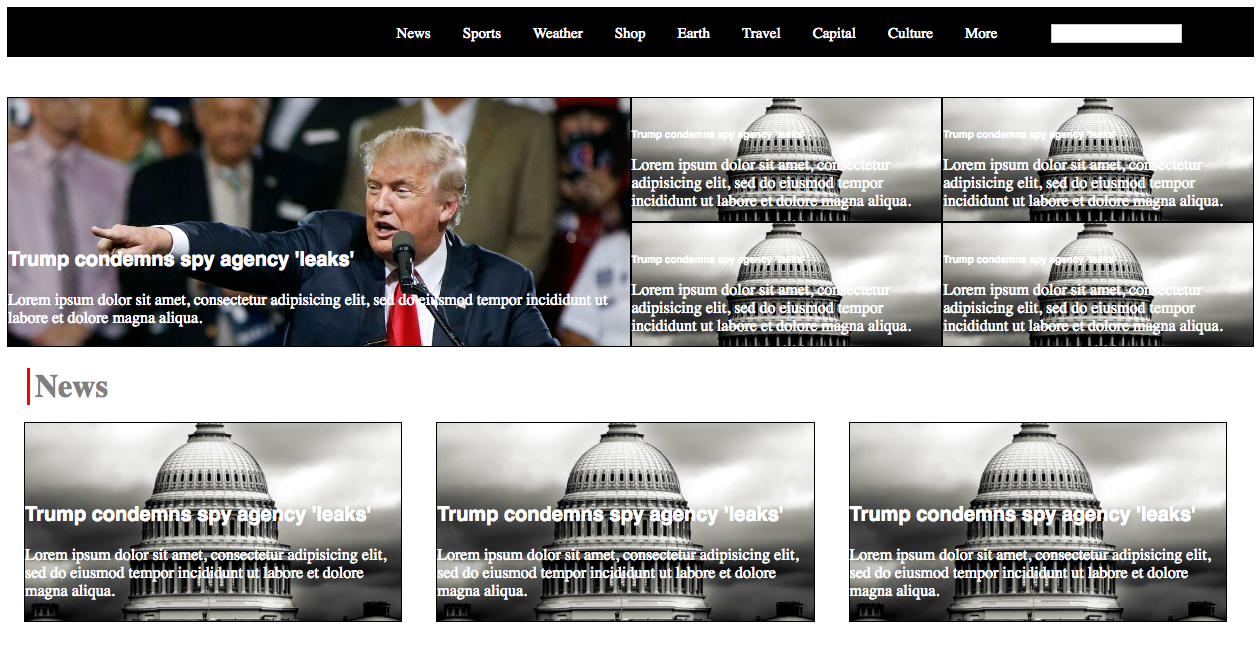 News Sports Weather Shop Earth Travel Capital Culture More
Trump condemns spy agency 'leaks'
Lorem ipsum dolor sit amet, consectetur adipisicing elit, sed do eiusmod tempor incididunt ut
labore et dolore magna aliqua.
Trump condemns spy agency 'leaks'
Lorem ipsum dolor sit amet, consectetur
adipisicing elit, sed do eiusmod tempor
incididunt ut labore et dolore magna aliqua.
Trump condemns spy agency 'leaks'
Lorem ipsum dolor sit amet, consectetur
adipisicing elit, sed do eiusmod tempor
incididunt ut labore et dolore magna aliqua.
Trump condemns spy agency 'leaks'
Lorem ipsum dolor sit amet, consectetur
adipisicing elit, sed do eiusmod tempor
incididunt ut labore et dolore magna aliqua.
Trump condemns spy agency 'leaks'
Lorem ipsum dolor sit amet, consectetur
adipisicing elit, sed do eiusmod tempor
incididunt ut labore et dolore magna aliqua.
News
Trump condemns spy agency 'leaks'
Lorem ipsum dolor sit amet, consectetur adipisicing elit,
sed do eiusmod tempor incididunt ut labore et dolore
magna aliqua.
Trump condemns spy agency 'leaks'
Lorem ipsum dolor sit amet, consectetur adipisicing elit,
sed do eiusmod tempor incididunt ut labore et dolore
magna aliqua.
Trump condemns spy agency 'leaks'
Lorem ipsum dolor sit amet, consectetur adipisicing elit,
sed do eiusmod tempor incididunt ut labore et dolore
magna aliqua.